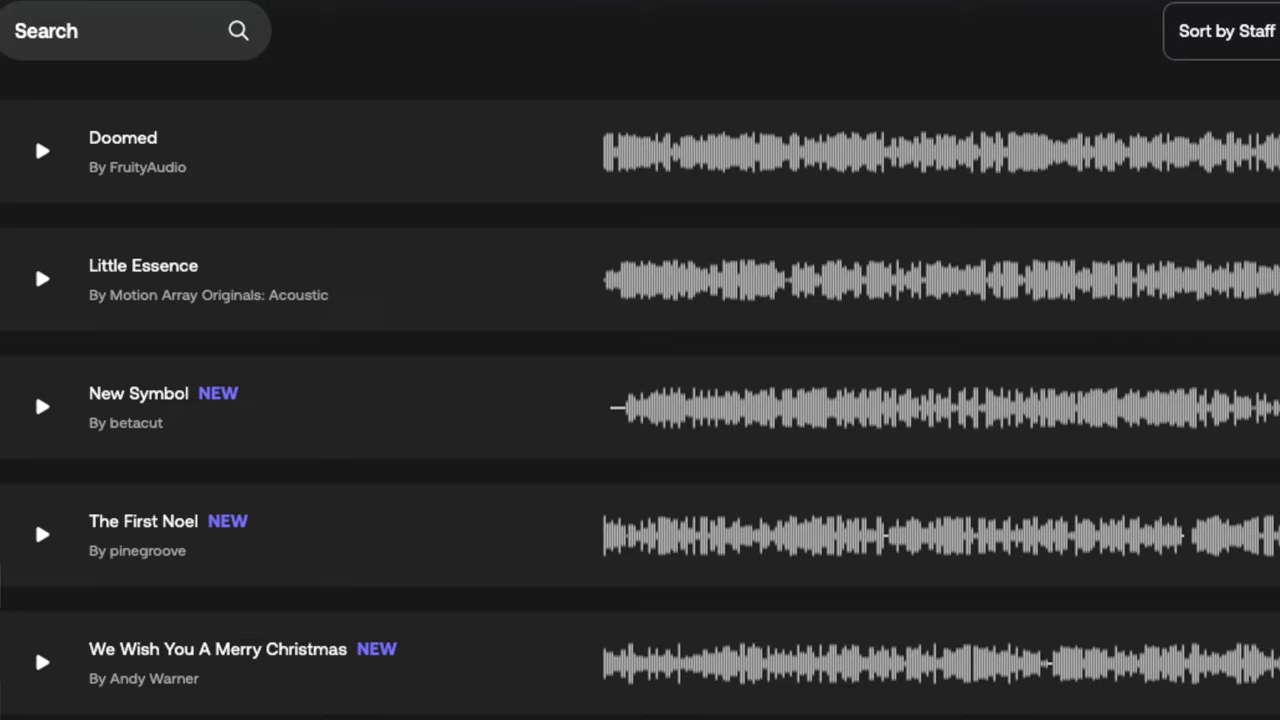 Search
Sort by Staff
Doomed
By FruityAudio
Little Essence
By Motion Array Originals: Acoustic
New Symbol NEW
By betacut
The First Noel NEW
By pinegroove
We Wish You A Merry Christmas NEW
By Andy Warner